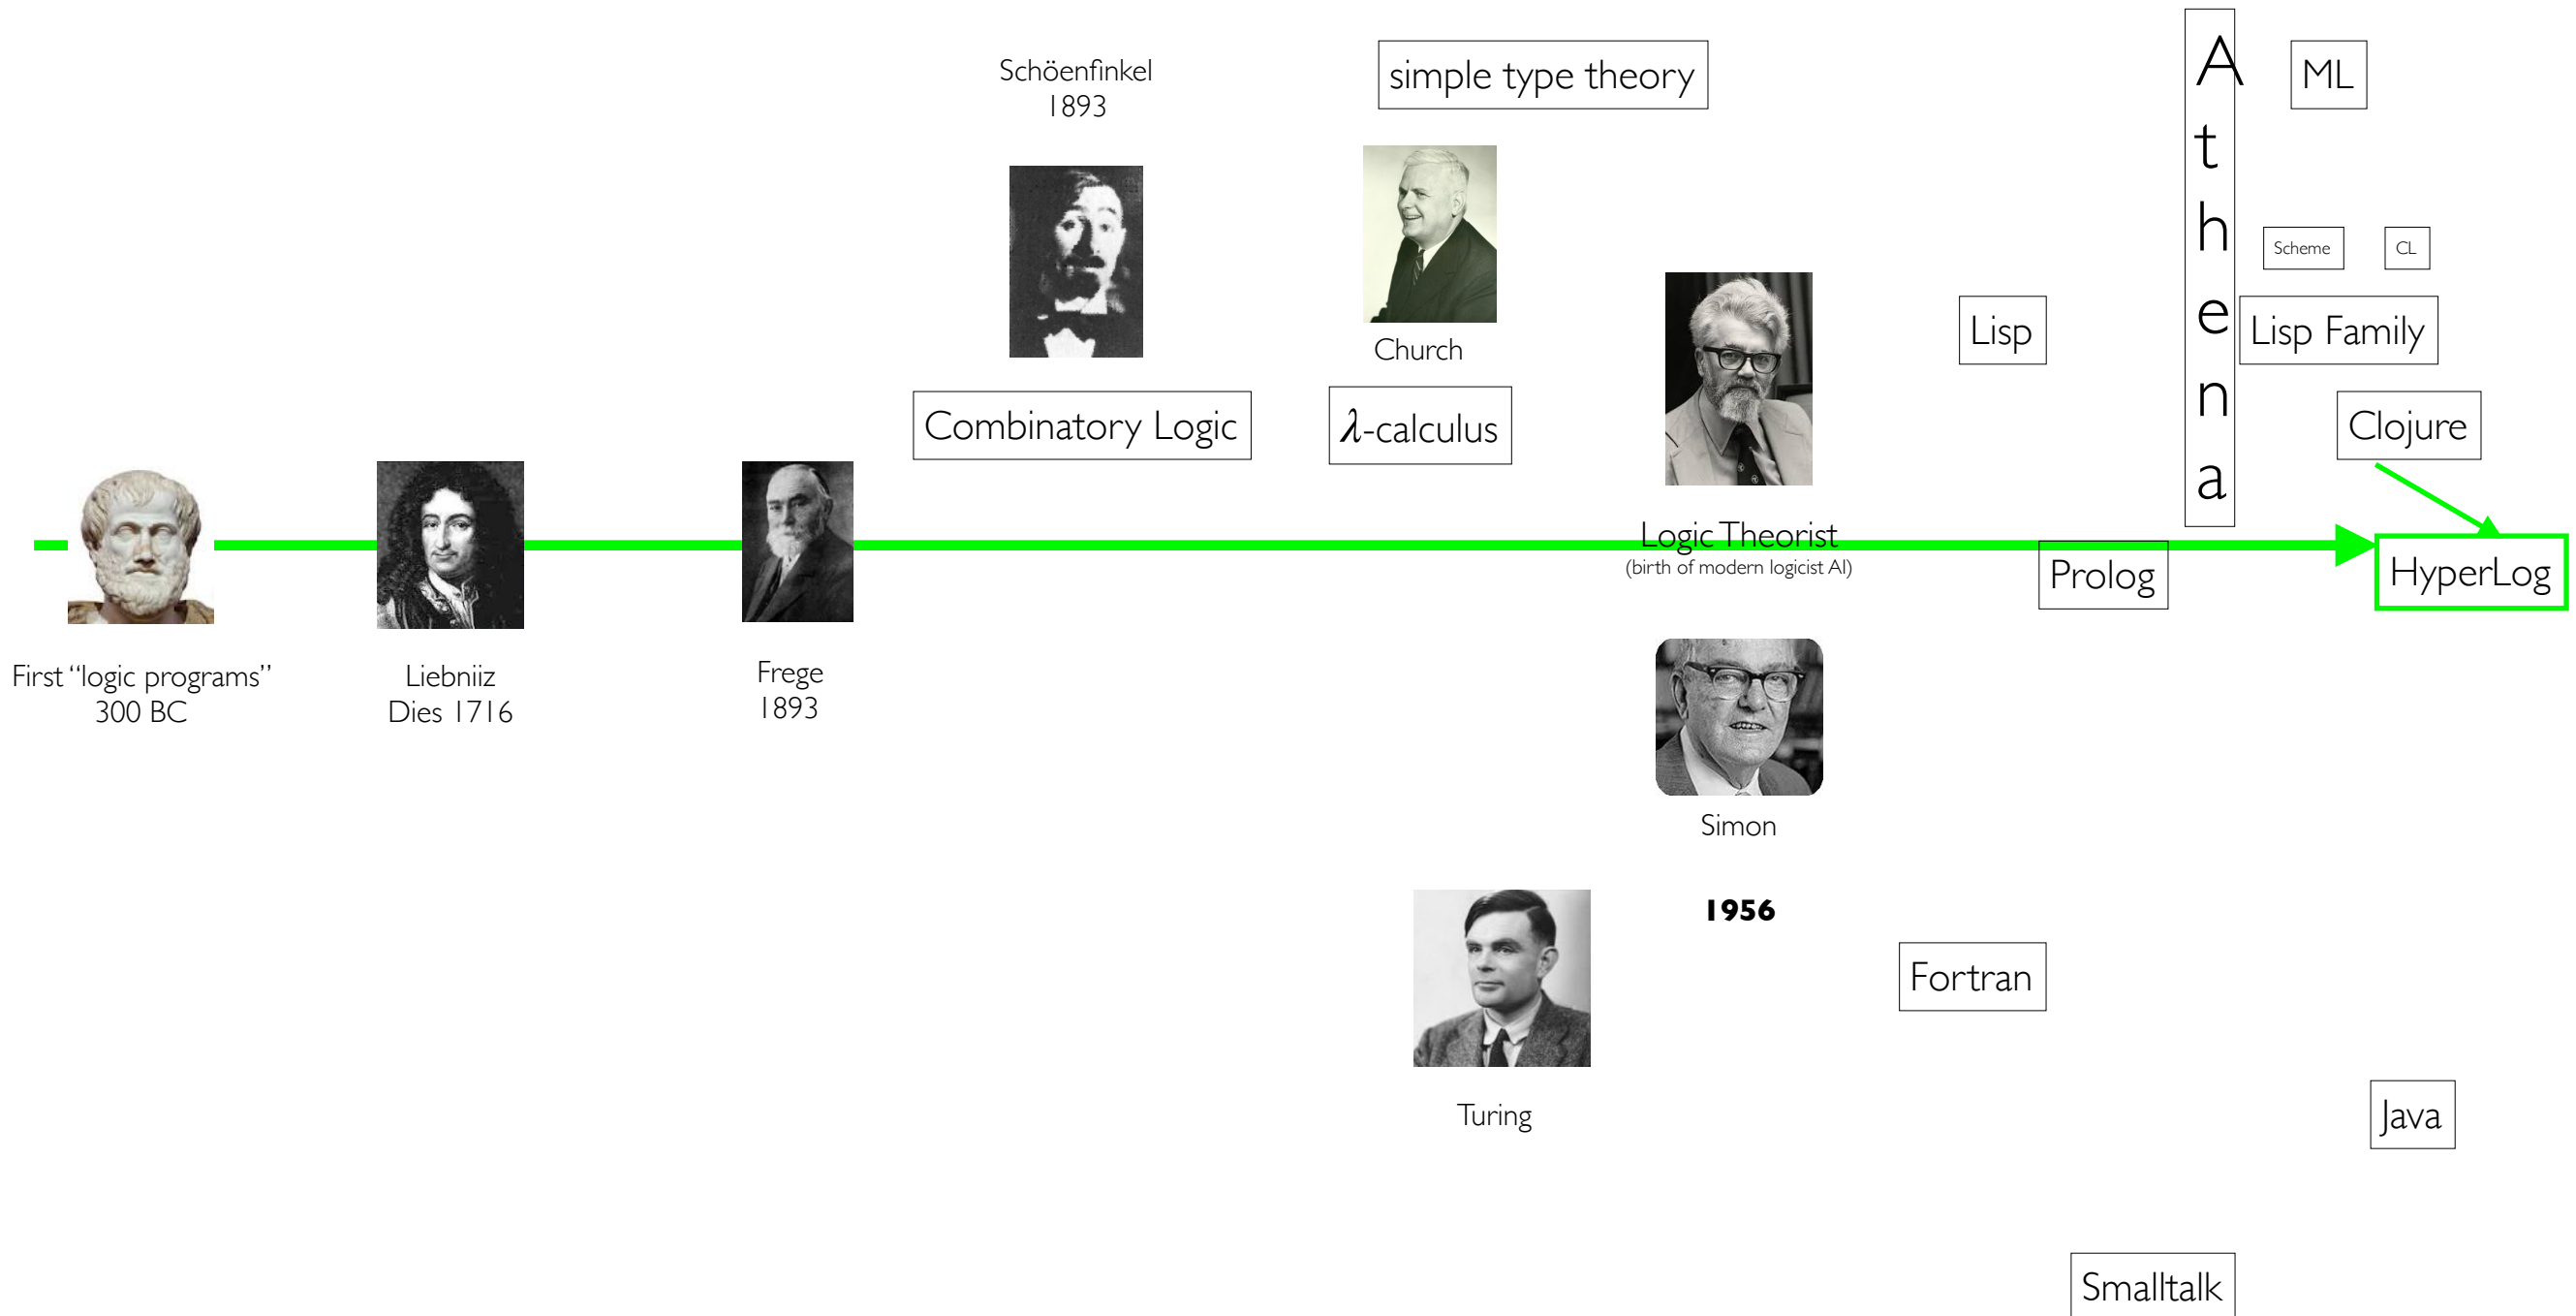 Schöenfinkel
1893
simple type theory
Athena
ML
Scheme
CL
Lisp
Lisp Family
Church
Combinatory Logic
λ-calculus
Clojure
Logic Theorist
(birth of modern logicist AI)
Prolog
HyperLog
First “logic programs”
300 BC
Liebniiz
Dies 1716
Frege
1893
Simon
1956
Fortran
Turing
Java
Smalltalk